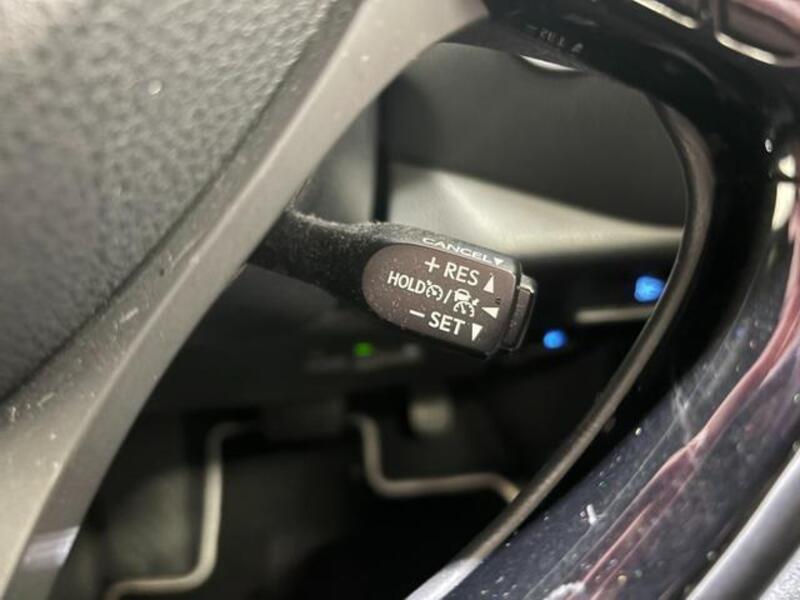 CANCEL▼
+ RES ▲
HOLD /
− SET ▼